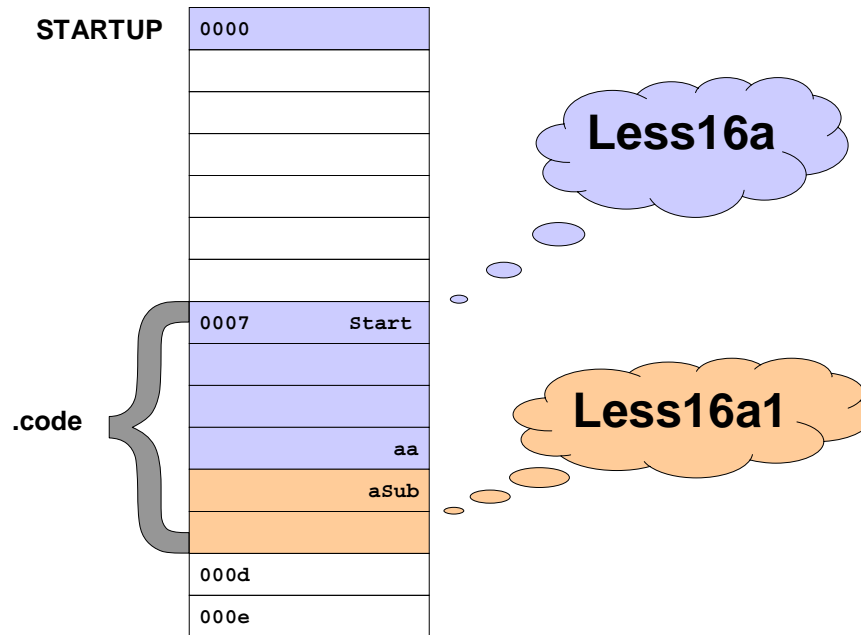 STARTUP 0000
Less16a
0007 Start
.code
aa
Less16a1
aSub
000d
000e